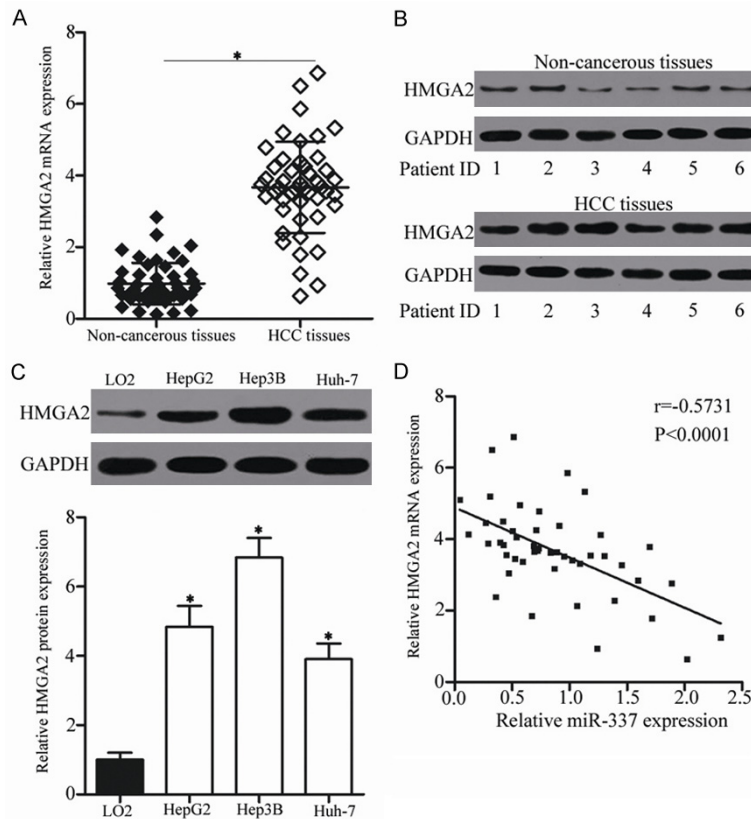 A
Relative HMGA2 mRNA expression
8
6
4
2
0
*
Non-cancerous tissues HCC tissues
B
Non-cancerous tissues
HMGA2
GAPDH
Patient ID 1 2 3 4 5 6
HCC tissues
HMGA2
GAPDH
Patient ID 1 2 3 4 5 6
C
LO2 HepG2 Hep3B Huh-7
HMGA2
GAPDH
Relative HMGA2 protein expression
8
6
4
2
0
* * *
LO2 HepG2 Hep3B Huh-7
D
r=-0.5731
P<0.0001
Relative HMGA2 mRNA expression
8
6
4
2
0
0.0 0.5 1.0 1.5 2.0 2.5
Relative miR-337 expression